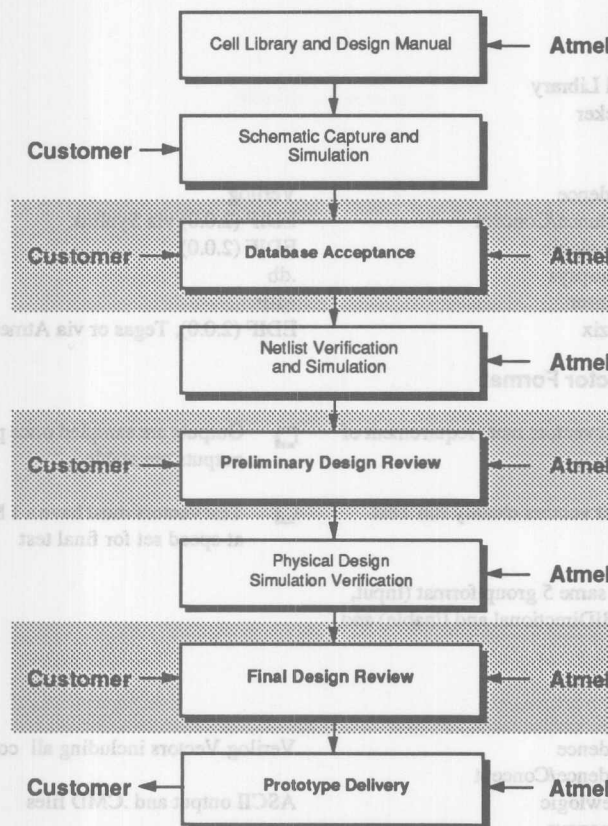 Cell Library and Design Manual
Atmel
Customer
Schematic Capture and
Simulation
Customer
Database Acceptance
Atmel
Netlist Verification
and Simulation
Atmel
Customer
Preliminary Design Review
Atmel
Physical Design
Simulation Verification
Atmel
Customer
Final Design Review
Atmel
Customer
Prototype Delivery
Atmel